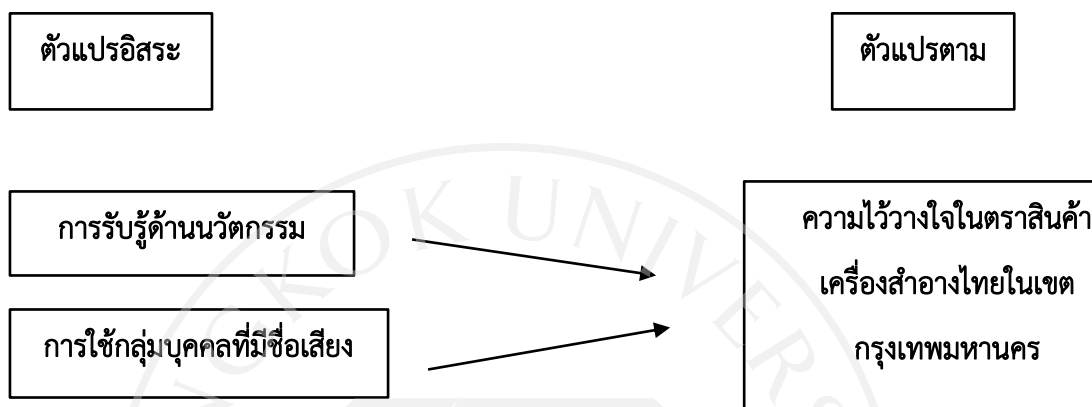 ตัวแปรอิสระ
ตัวแปรตาม
การรับรู้ด้านนวัตกรรม
การใช้กลุ่มบุคคลที่มีชื่อเสียง
ความไว้วางใจในตราสินค้า
เครื่องสำอางไทยในเขต
กรุงเทพมหานคร
NGKOK UNIVERS